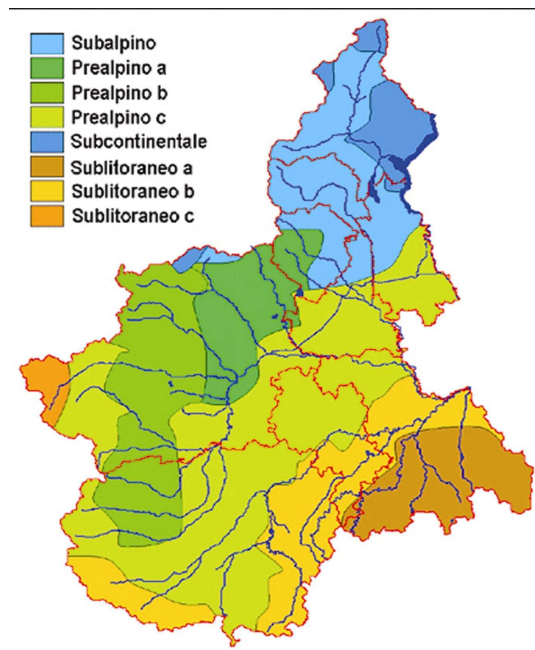 Subalpino
Prealpino a
Prealpino b
Prealpino c
Subcontinentale
Sublitoraneo a
Sublitoraneo b
Sublitoraneo c